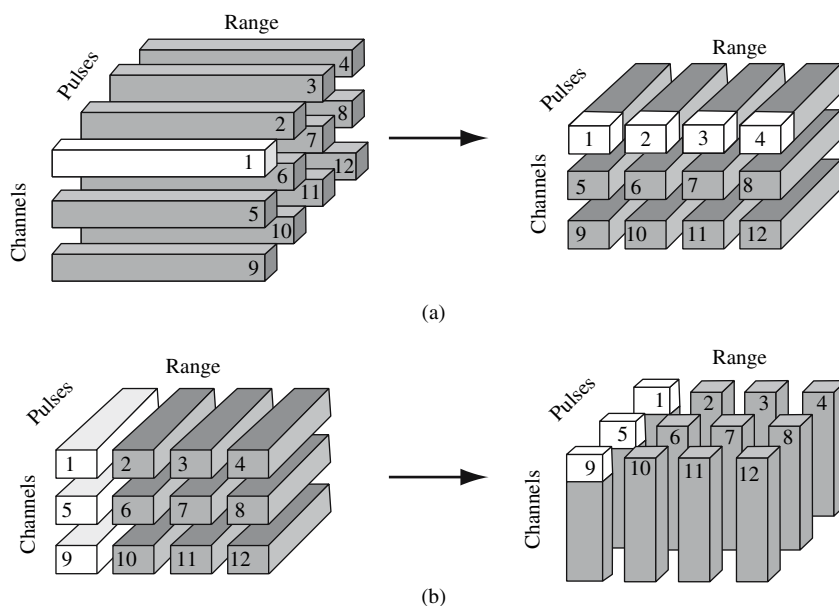 Range
Pulses
Channels
4
3
8
2
7
12
1
6
11
5
10
9
Range
Pulses
Channels
1 2 3 4
5 6 7 8
9 10 11 12
(a)
Range
Pulses
Channels
1 2 3 4
5 6 7 8
9 10 11 12
Range
Pulses
Channels
1 2 3 4
5 6 7 8
9 10 11 12
(b)